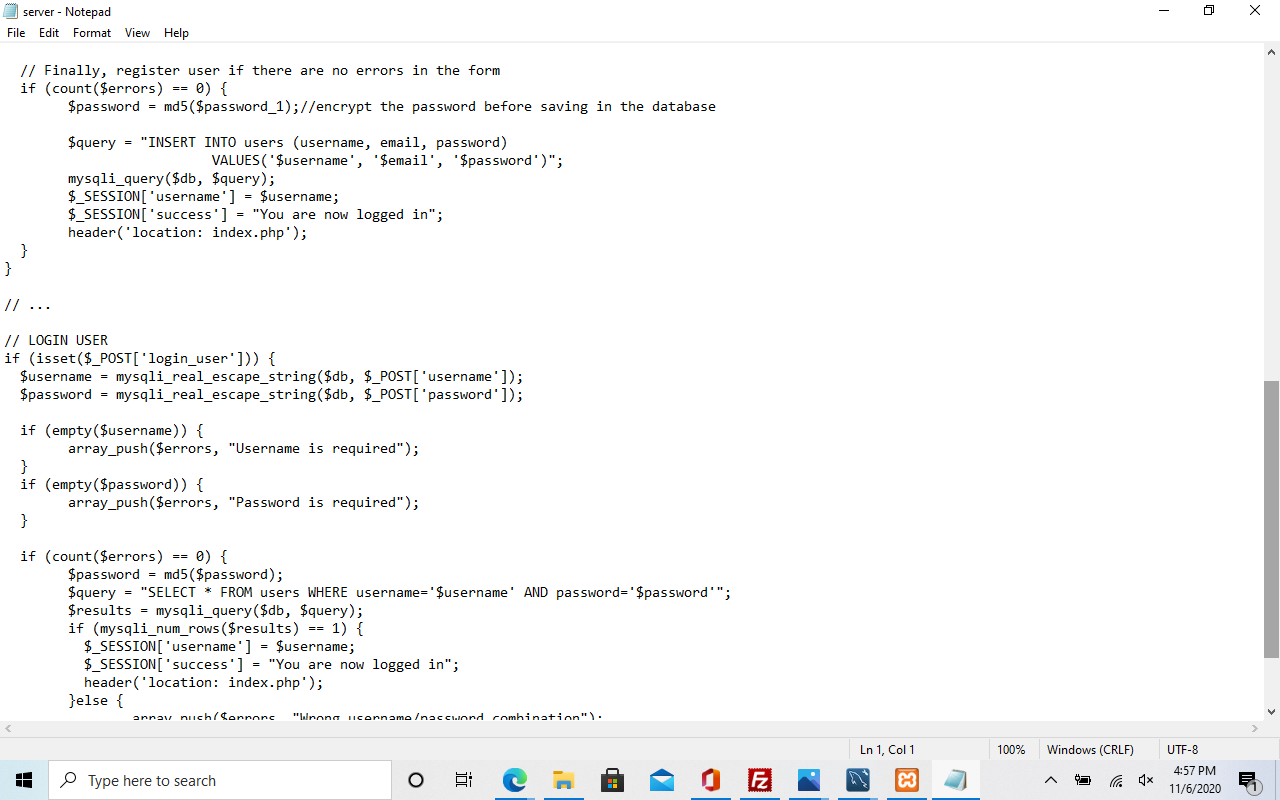 server - Notepad
File Edit Format View Help
// Finally, register user if there are no errors in the form
if (count($errors) == 0) {
$password = md5($password_1);//encrypt the password before saving in the database
$query = "INSERT INTO users (username, email, password)
VALUES('$username', '$email', '$password')";
mysqli_query($db, $query);
$_SESSION['username'] = $username;
$_SESSION['success'] = "You are now logged in";
header('location: index.php');
}
}
// ...
// LOGIN USER
if (isset($_POST['login_user'])) {
$username = mysqli_real_escape_string($db, $_POST['username']);
$password = mysqli_real_escape_string($db, $_POST['password']);
if (empty($username)) {
array_push($errors, "Username is required");
}
if (empty($password)) {
array_push($errors, "Password is required");
}
if (count($errors) == 0) {
$password = md5($password);
$query = "SELECT * FROM users WHERE username='$username' AND password='$password'";
$results = mysqli_query($db, $query);
if (mysqli_num_rows($results) == 1) {
$_SESSION['username'] = $username;
$_SESSION['success'] = "You are now logged in";
header('location: index.php');
}else {
array_push($errors, "Wrong username/password combination");
Ln 1, Col 1 100% Windows (CRLF) UTF-8
Type here to search
Fz
4:57 PM
11/6/2020
1